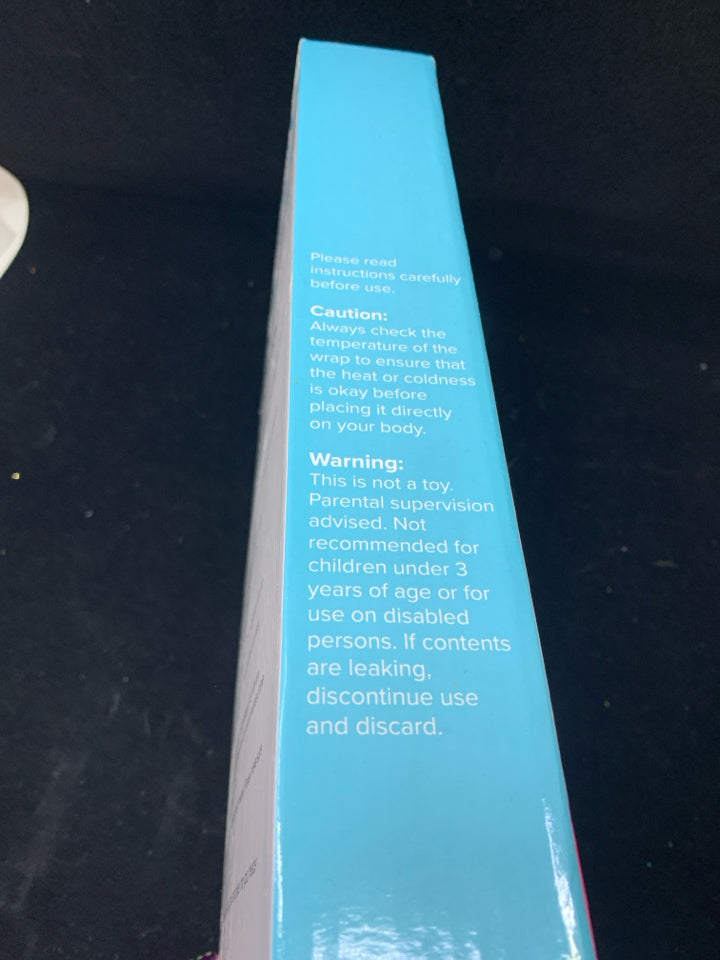 Please read
instructions carefully
before use.
Caution:
Always check the
temperature of the
wrap to ensure that
the heat or coldness
is okay before
placing it directly
on your body.
Warning:
This is not a toy.
Parental supervision
advised. Not
recommended for
children under 3
years of age or for
use on disabled
persons. If contents
are leaking,
discontinue use
and discard.